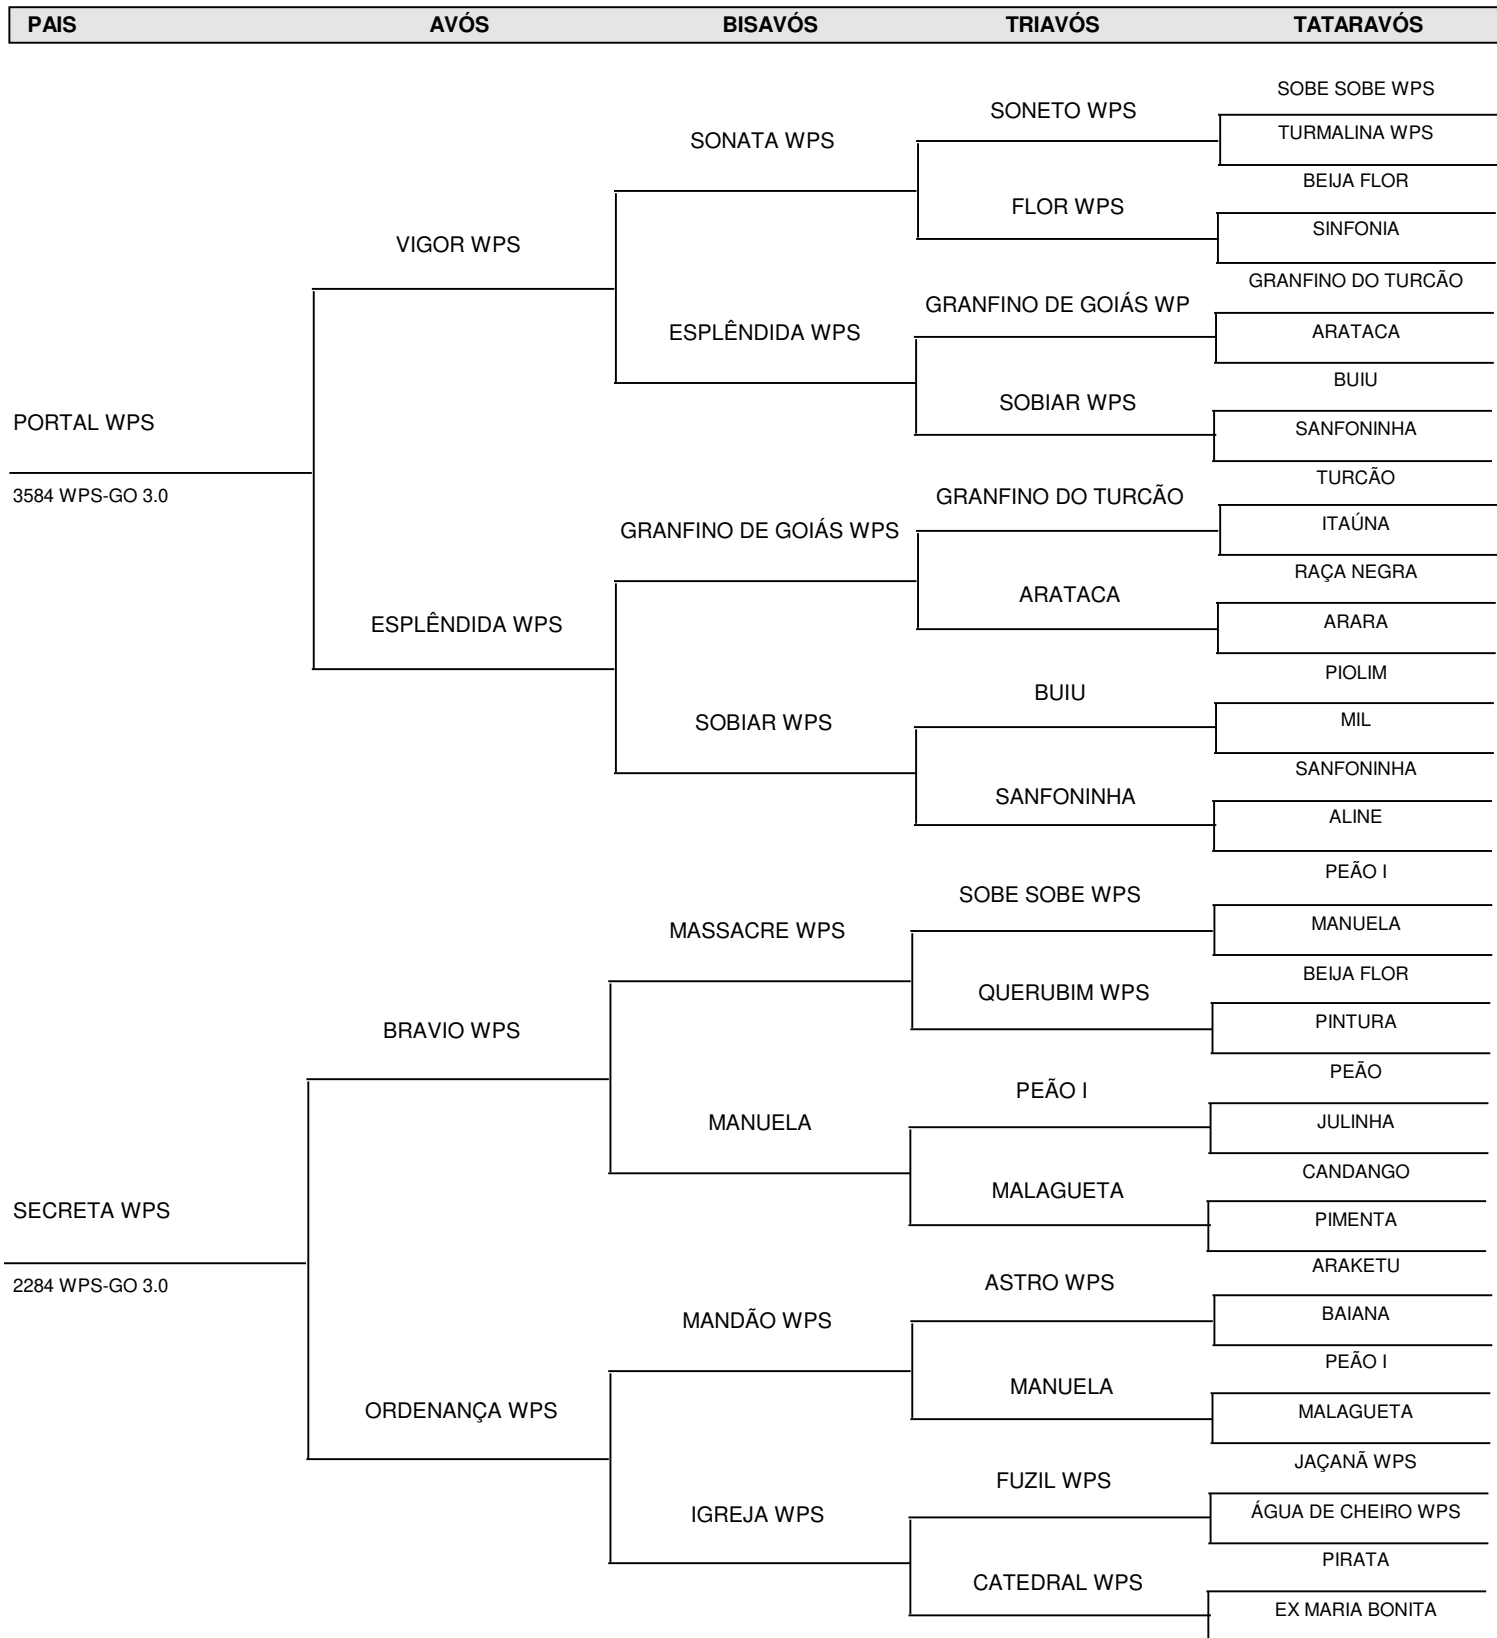 PAIS AVÓS BISAVÓS TRIAVÓS TATARAVÓS
SOBE SOBE WPS
SONETO WPS
TURMALINA WPS
SONATA WPS
BEIJA FLOR
FLOR WPS
SINFONIA
VIGOR WPS
GRANFINO DO TURCÃO
GRANFINO DE GOIÁS WP
ARATACA
ESPLÊNDIDA WPS
BUIU
SOBIAR WPS
SANFONINHA
PORTAL WPS
3584 WPS-GO 3.0
TURCÃO
GRANFINO DO TURCÃO
ITAÚNA
GRANFINO DE GOIÁS WPS
RAÇA NEGRA
ARATACA
ARARA
ESPLÊNDIDA WPS
PIOLIM
BUIU
MIL
SOBIAR WPS
SANFONINHA
SANFONINHA
ALINE
PEÃO I
SOBE SOBE WPS
MANUELA
MASSACRE WPS
BEIJA FLOR
QUERUBIM WPS
PINTURA
BRAVIO WPS
PEÃO
PEÃO I
JULINHA
MANUELA
CANDANGO
MALAGUETA
PIMENTA
SECRETA WPS
2284 WPS-GO 3.0
ARAKETU
ASTRO WPS
BAIANA
MANDÃO WPS
PEÃO I
MANUELA
MALAGUETA
ORDENANÇA WPS
JAÇANÃ WPS
FUZIL WPS
ÁGUA DE CHEIRO WPS
IGREJA WPS
PIRATA
CATEDRAL WPS
EX MARIA BONITA